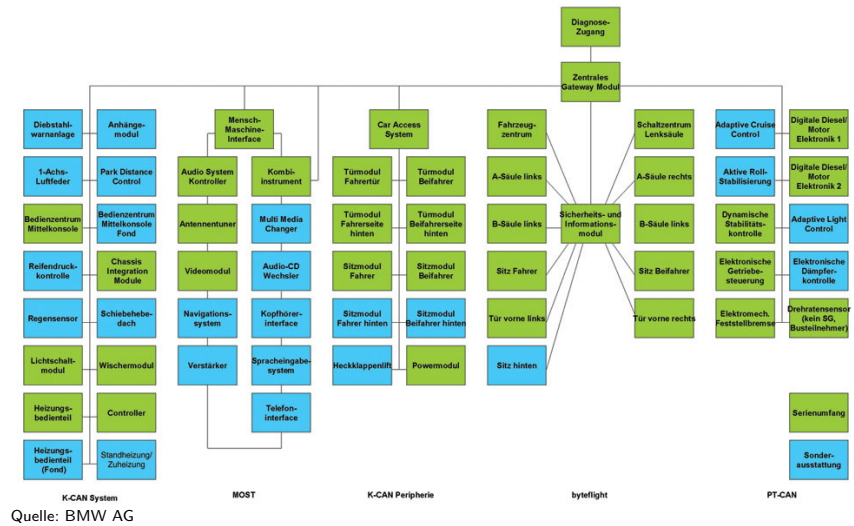 Diagnose-
Zugang
Zentrales
Gateway Modul
Diebstahl-
warnanlage
Anhänge-
modul
1-Achs-
Luftfeder
Park Distance
Control
Bedienzentrum
Mittelkonsole
Bedienzentrum
Mittelkonsole
Fond
Reifendruck-
kontrolle
Chassis
Integration
Module
Regensensor
Schiebehebe-
dach
Lichtschalt-
modul
Wischermodul
Heizungs-
bedienteil
Controller
Heizungs-
bedienteil
(Fond)
Standheizung/
Zuheizung
K-CAN System
Mensch-
Maschine-
Interface
Audio System
Kontroller
Kombi-
instrument
Antennentuner
Multi Media
Changer
Videomodul
Audio-CD
Wechsler
Navigations-
system
Kopfhörer-
interface
Verstärker
Spracheingabe-
system
Telefon-
interface
MOST
Car Access
System
Türmodul
Fahrertür
Türmodul
Beifahrer
Türmodul
Fahrerseite
hinten
Türmodul
Beifahrerseite
hinten
Sitzmodul
Fahrer
Sitzmodul
Beifahrer
Sitzmodul
Fahrer hinten
Sitzmodul
Beifahrer hinten
Heckklappenlift
Powermodul
K-CAN Peripherie
Fahrzeug-
zentrum
Schaltzentrum
Lenksäule
A-Säule links
A-Säule rechts
B-Säule links
Sicherheits- und
Informations-
modul
B-Säule links
Sitz Fahrer
Sitz Beifahrer
Tür vorne links
Tür vorne rechts
Sitz hinten
byteflight
Adaptive Cruise
Control
Digitale Diesel/
Motor
Elektronik 1
Aktive Roll-
Stabilisierung
Digitale Diesel/
Motor
Elektronik 2
Dynamische
Stabilitäts-
kontrolle
Adaptive Light
Control
Elektronische
Getriebe-
steuerung
Elektronische
Dämpfer-
kontrolle
Elektromech.
Feststellbremse
Drehratensensor
(kein SG,
Busteilnehmer)
Serienumfang
Sonder-
ausstattung
PT-CAN
Quelle: BMW AG